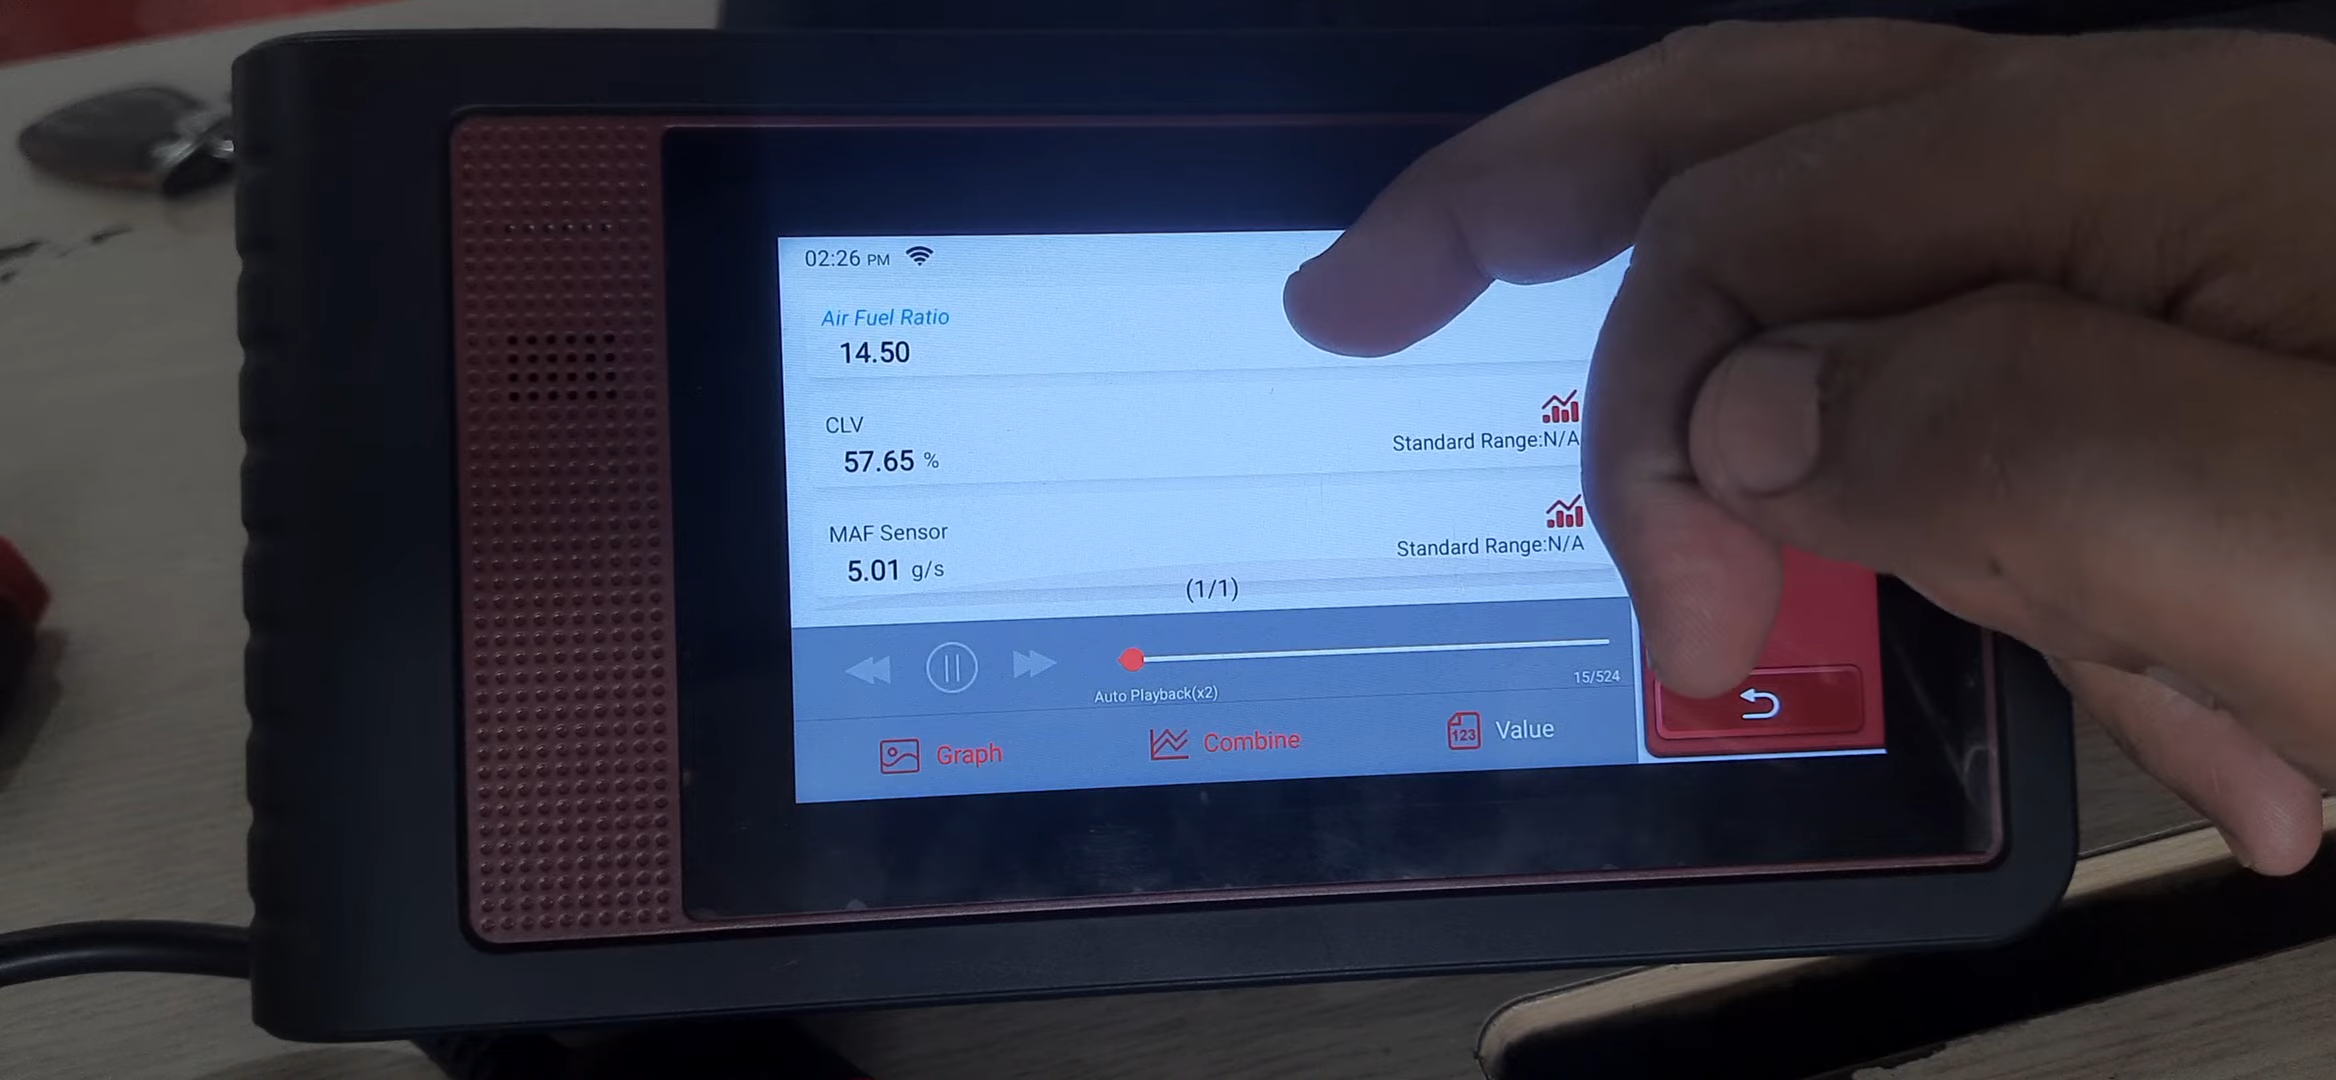 02:26 PM
Air Fuel Ratio
14.50
CLV
57.65 %
Standard Range:N/A
MAF Sensor
5.01 g/s
Standard Range:N/A
(1/1)
Auto Playback(x2)
15/524
Graph
Combine
123 Value